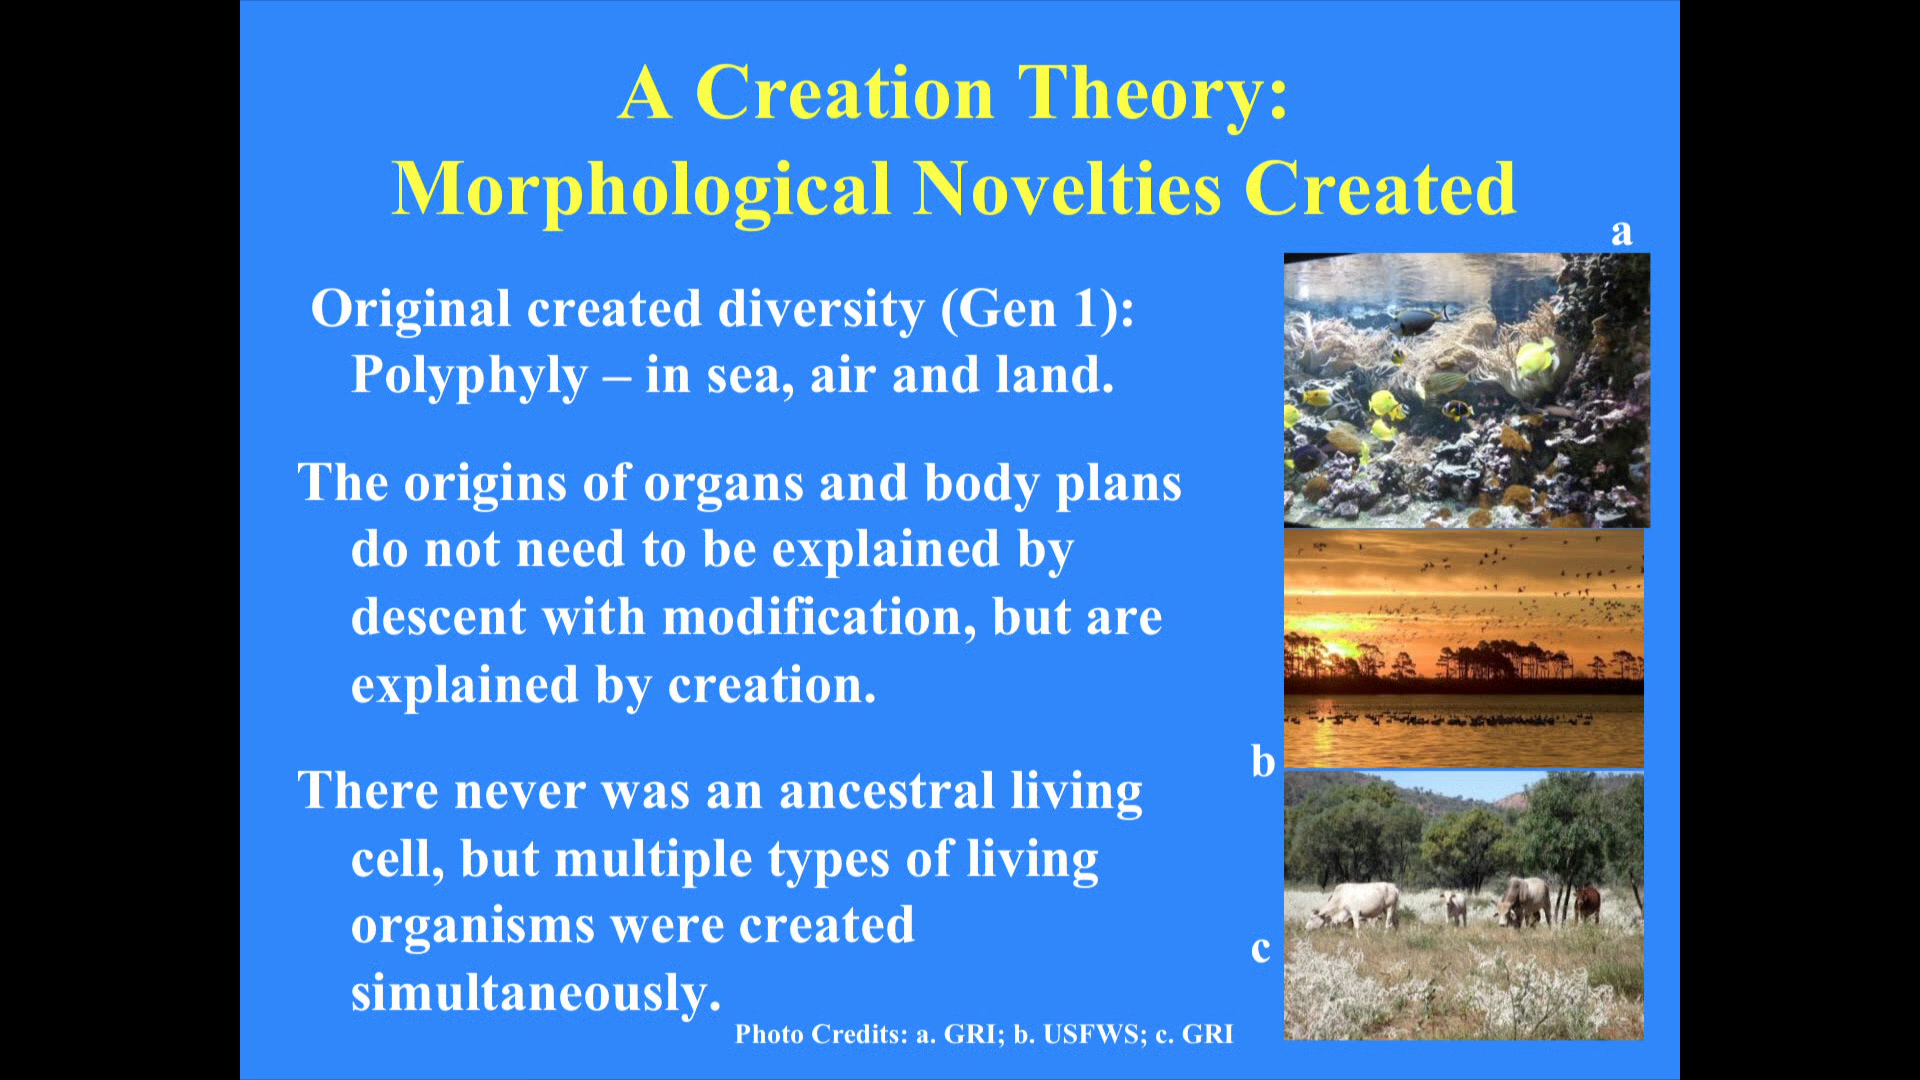 A Creation Theory:
Morphological Novelties Created
a
Original created diversity (Gen 1):
Polyphyly – in sea, air and land.
The origins of organs and body plans
do not need to be explained by
descent with modification, but are
explained by creation.
b
There never was an ancestral living
cell, but multiple types of living
organisms were created
c
simultaneously.
Photo Credits: a. GRI; b. USFWS; c. GRI